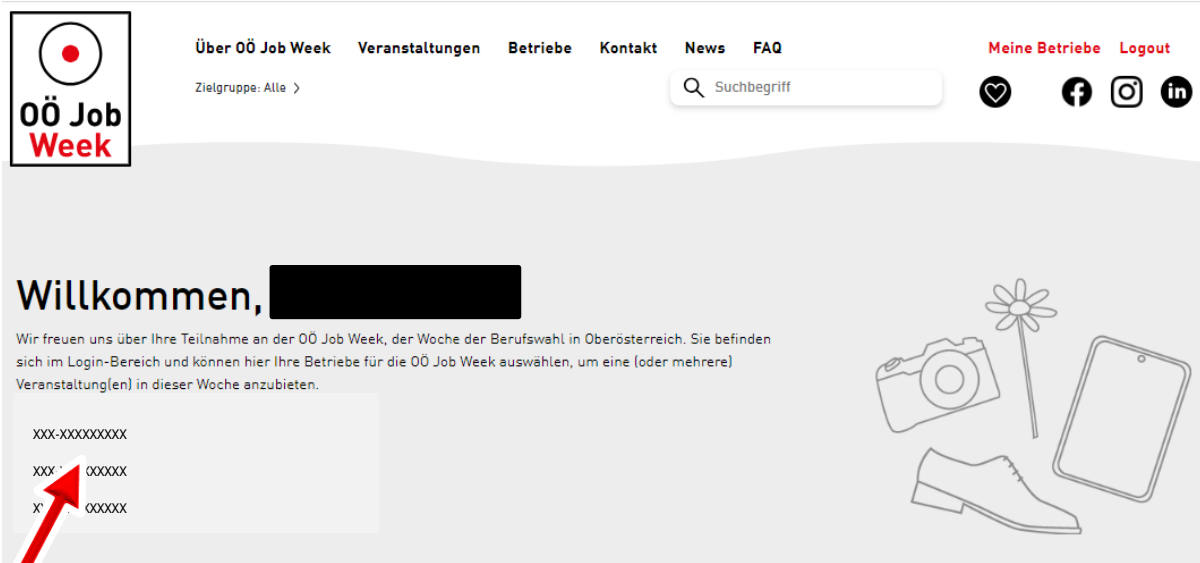 OÖ Job
Week
Über OÖ Job Week Veranstaltungen Betriebe Kontakt News FAQ
Meine Betriebe Logout
Zielgruppe: Alle >
Suchbegriff
Willkommen,
Wir freuen uns über Ihre Teilnahme an der OÖ Job Week, der Woche der Berufswahl in Oberösterreich. Sie befinden
sich im Login-Bereich und können hier Ihre Betriebe für die OÖ Job Week auswählen, um eine (oder mehrere)
Veranstaltung(en) in dieser Woche anzubieten.
XXX-XXXXXXXXX